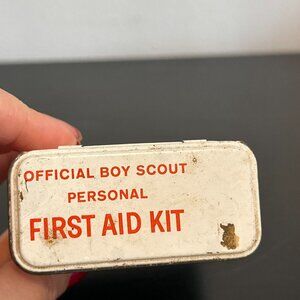 OFFICIAL BOY SCOUT
PERSONAL
FIRST AID KIT